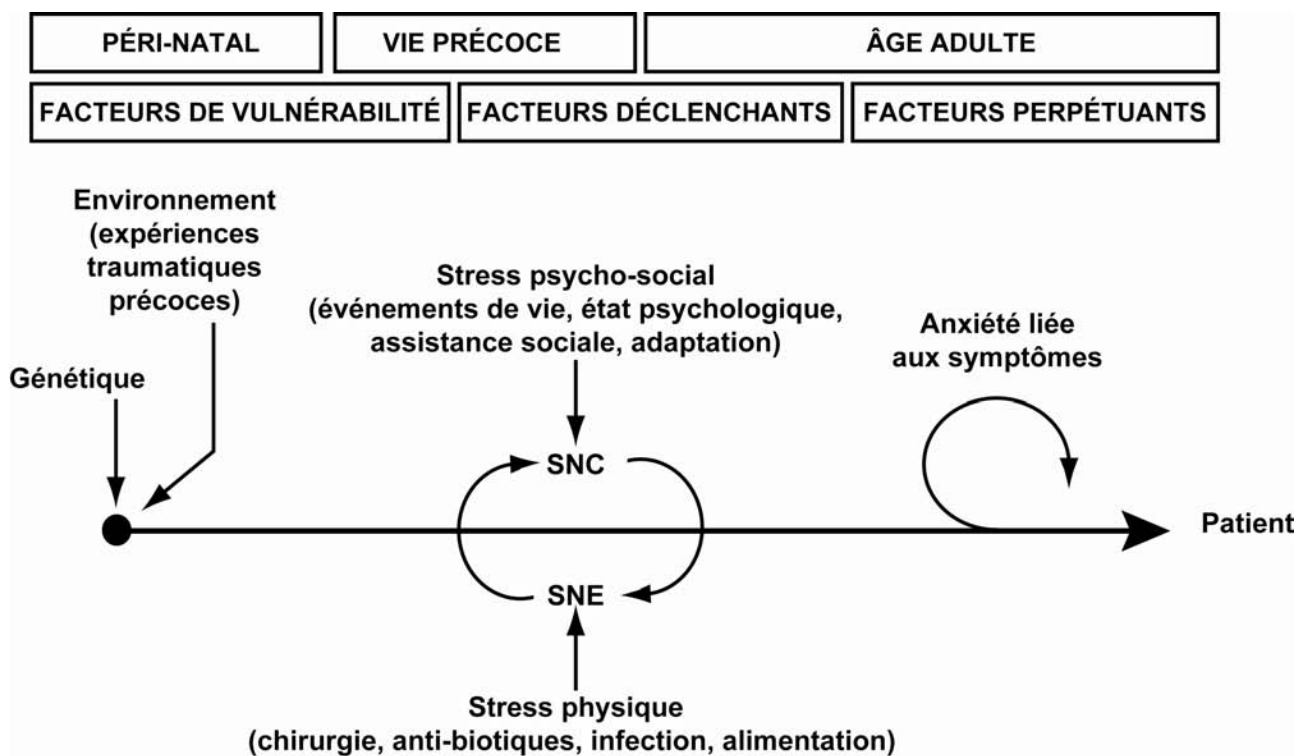 PÉRI-NATAL
VIE PRÉCOCE
ÂGE ADULTE
FACTEURS DE VULNÉRABILITÉ
FACTEURS DÉCLENCHANTS
FACTEURS PERPÉTUANTS
Environnement
(expériences
traumatiques
précoces)
Génétique
Stress psycho-social
(événements de vie, état psychologique,
assistance sociale, adaptation)
Anxiété liée
aux symptômes
SNC
Patient
SNE
Stress physique
(chirurgie, anti-biotiques, infection, alimentation)